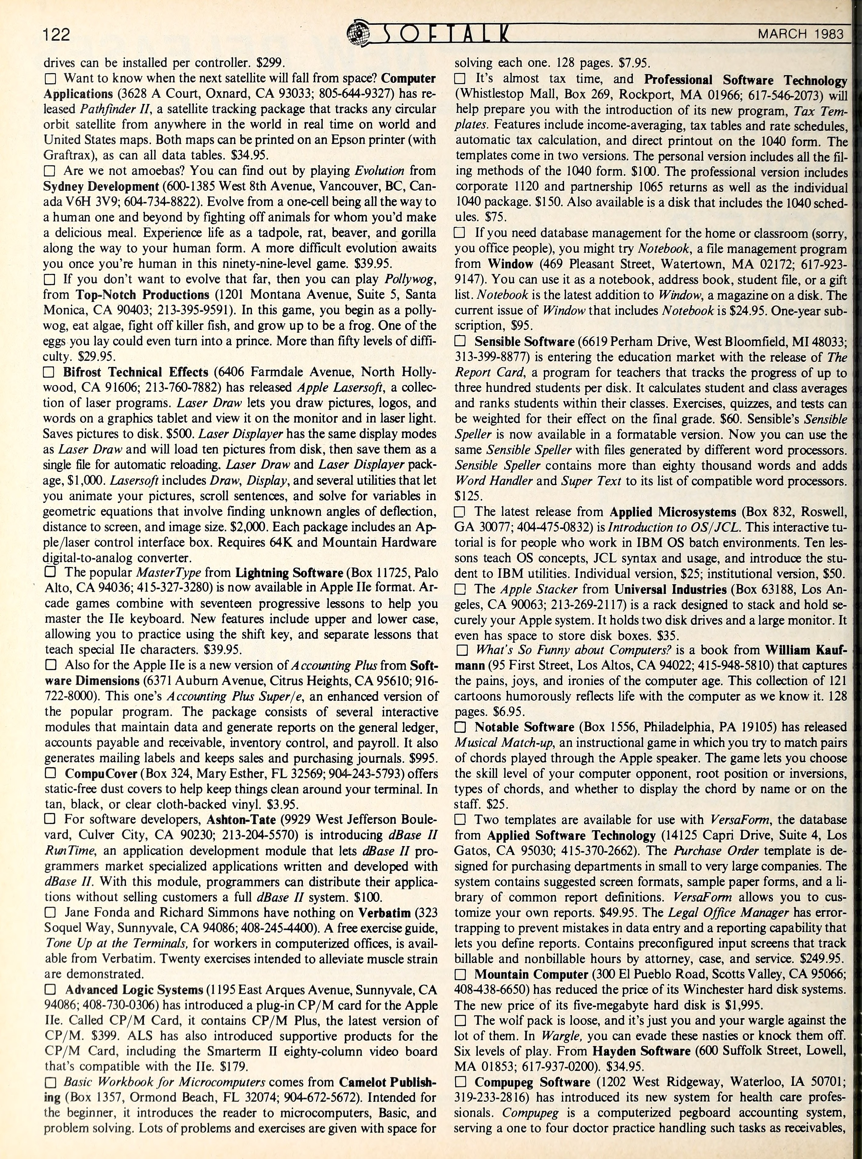 122
SOFTALK
MARCH 1983
drives can be installed per controller. $299.
□ Want to know when the next satellite will fall from space? Computer
Applications (3628 A Court, Oxnard, CA 93033; 805-644-9327) has re-
leased Pathfinder II, a satellite tracking package that tracks any circular
orbit satellite from anywhere in the world in real time on world and
United States maps. Both maps can be printed on an Epson printer (with
Graftrax), as can all data tables. $34.95.
□ Are we not amoebas? You can find out by playing Evolution from
Sydney Development (600-1385 West 8th Avenue, Vancouver, BC, Can-
ada V6H 3V9; 604-734-8822). Evolve from a one-cell being all the way to
a human one and beyond by fighting off animals for whom you'd make
a delicious meal. Experience life as a tadpole, rat, beaver, and gorilla
along the way to your human form. A more difficult evolution awaits
you once you're human in this ninety-nine-level game. $39.95.
□ If you don't want to evolve that far, then you can play Pollywog,
from Top-Notch Productions (1201 Montana Avenue, Suite 5, Santa
Monica, CA 90403; 213-395-9591). In this game, you begin as a polly-
wog, eat algae, fight off killer fish, and grow up to be a frog. One of the
eggs you lay could even turn into a prince. More than fifty levels of diffi-
culty. $29.95.
□ Bifrost Technical Effects (6406 Farmdale Avenue, North Holly-
wood, CA 91606; 213-760-7882) has released Apple Lasersoft, a collec-
tion of laser programs. Laser Draw lets you draw pictures, logos, and
words on a graphics tablet and view it on the monitor and in laser light.
Saves pictures to disk. $500. Laser Displayer has the same display modes
as Laser Draw and will load ten pictures from disk, then save them as a
single file for automatic reloading. Laser Draw and Laser Displayer pack-
age, $1,000. Lasersoft includes Draw, Display, and several utilities that let
you animate your pictures, scroll sentences, and solve for variables in
geometric equations that involve finding unknown angles of deflection,
distance to screen, and image size. $2,000. Each package includes an Ap-
ple/laser control interface box. Requires 64K and Mountain Hardware
digital-to-analog converter.
□ The popular MasterType from Lightning Software (Box 11725, Palo
Alto, CA 94036; 415-327-3280) is now available in Apple IIe format. Ar-
cade games combine with seventeen progressive lessons to help you
master the IIe keyboard. New features include upper and lower case,
allowing you to practice using the shift key, and separate lessons that
teach special IIe characters. $39.95.
□ Also for the Apple IIe is a new version of Accounting Plus from Soft-
ware Dimensions (6371 Auburn Avenue, Citrus Heights, CA 95610; 916-
722-8000). This one's Accounting Plus Super/e, an enhanced version of
the popular program. The package consists of several interactive
modules that maintain data and generate reports on the general ledger,
accounts payable and receivable, inventory control, and payroll. It also
generates mailing labels and keeps sales and purchasing journals. $995.
□ CompuCover (Box 324, Mary Esther, FL 32569; 904-243-5793) offers
static-free dust covers to help keep things clean around your terminal. In
tan, black, or clear cloth-backed vinyl. $3.95.
□ For software developers, Ashton-Tate (9929 West Jefferson Boule-
vard, Culver City, CA 90230; 213-204-5570) is introducing dBase II
RunTime, an application development module that lets dBase II pro-
grammers market specialized applications written and developed with
dBase II. With this module, programmers can distribute their applica-
tions without selling customers a full dBase II system. $100.
□ Jane Fonda and Richard Simmons have nothing on Verbatim (323
Soquel Way, Sunnyvale, CA 94086; 408-245-4400). A free exercise guide,
Tone Up at the Terminals, for workers in computerized offices, is avail-
able from Verbatim. Twenty exercises intended to alleviate muscle strain
are demonstrated.
□ Advanced Logic Systems (1195 East Arques Avenue, Sunnyvale, CA
94086; 408-730-0306) has introduced a plug-in CP/M card for the Apple
IIe. Called CP/M Card, it contains CP/M Plus, the latest version of
CP/M. $399. ALS has also introduced supportive products for the
CP/M Card, including the Smarterm II eighty-column video board
that's compatible with the IIe. $179.
□ Basic Workbook for Microcomputers comes from Camelot Publish-
ing (Box 1357, Ormond Beach, FL 32074; 904-672-5672). Intended for
the beginner, it introduces the reader to microcomputers, Basic, and
problem solving. Lots of problems and exercises are given with space for
solving each one. 128 pages. $7.95.
□ It's almost tax time, and Professional Software Technology
(Whistlestop Mall, Box 269, Rockport, MA 01966; 617-546-2073) will
help prepare you with the introduction of its new program, Tax Tem-
plates. Features include income-averaging, tax tables and rate schedules,
automatic tax calculation, and direct printout on the 1040 form. The
templates come in two versions. The personal version includes all the fil-
ing methods of the 1040 form. $100. The professional version includes
corporate 1120 and partnership 1065 returns as well as the individual
1040 package. $150. Also available is a disk that includes the 1040 sched-
ules. $75.
□ If you need database management for the home or classroom (sorry,
you office people), you might try Notebook, a file management program
from Window (469 Pleasant Street, Watertown, MA 02172; 617-923-
9147). You can use it as a notebook, address book, student file, or a gift
list. Notebook is the latest addition to Window, a magazine on a disk. The
current issue of Window that includes Notebook is $24.95. One-year sub-
scription, $95.
□ Sensible Software (6619 Perham Drive, West Bloomfield, MI 48033;
313-399-8877) is entering the education market with the release of The
Report Card, a program for teachers that tracks the progress of up to
three hundred students per disk. It calculates student and class averages
and ranks students within their classes. Exercises, quizzes, and tests can
be weighted for their effect on the final grade. $60. Sensible's Sensible
Speller is now available in a formatable version. Now you can use the
same Sensible Speller with files generated by different word processors.
Sensible Speller contains more than eighty thousand words and adds
Word Handler and Super Text to its list of compatible word processors.
$125.
□ The latest release from Applied Microsystems (Box 832, Roswell,
GA 30077; 404-475-0832) is Introduction to OS/JCL. This interactive tu-
torial is for people who work in IBM OS batch environments. Ten les-
sons teach OS concepts, JCL syntax and usage, and introduce the stu-
dent to IBM utilities. Individual version, $25; institutional version, $50.
□ The Apple Stacker from Universal Industries (Box 63188, Los An-
geles, CA 90063; 213-269-2117) is a rack designed to stack and hold se-
curely your Apple system. It holds two disk drives and a large monitor. It
even has space to store disk boxes. $35.
□ What's So Funny about Computers? is a book from William Kauf-
mann (95 First Street, Los Altos, CA 94022; 415-948-5810) that captures
the pains, joys, and ironies of the computer age. This collection of 121
cartoons humorously reflects life with the computer as we know it. 128
pages. $6.95.
□ Notable Software (Box 1556, Philadelphia, PA 19105) has released
Musical Match-up, an instructional game in which you try to match pairs
of chords played through the Apple speaker. The game lets you choose
the skill level of your computer opponent, root position or inversions,
types of chords, and whether to display the chord by name or on the
staff. $25.
□ Two templates are available for use with VersaForm, the database
from Applied Software Technology (14125 Capri Drive, Suite 4, Los
Gatos, CA 95030; 415-370-2662). The Purchase Order template is de-
signed for purchasing departments in small to very large companies. The
system contains suggested screen formats, sample paper forms, and a li-
brary of common report definitions. VersaForm allows you to cus-
tomize your own reports. $49.95. The Legal Office Manager has error-
trapping to prevent mistakes in data entry and a reporting capability that
lets you define reports. Contains preconfigured input screens that track
billable and nonbillable hours by attorney, case, and service. $249.95.
□ Mountain Computer (300 El Pueblo Road, Scotts Valley, CA 95066;
408-438-6650) has reduced the price of its Winchester hard disk systems.
The new price of its five-megabyte hard disk is $1,995.
□ The wolf pack is loose, and it's just you and your wargle against the
lot of them. In Wargle, you can evade these nasties or knock them off.
Six levels of play. From Hayden Software (600 Suffolk Street, Lowell,
MA 01853; 617-937-0200). $34.95.
□ Compupeg Software (1202 West Ridgeway, Waterloo, IA 50701;
319-233-2816) has introduced its new system for health care profes-
sionals. Compupeg is a computerized pegboard accounting system,
serving a one to four doctor practice handling such tasks as receivables,